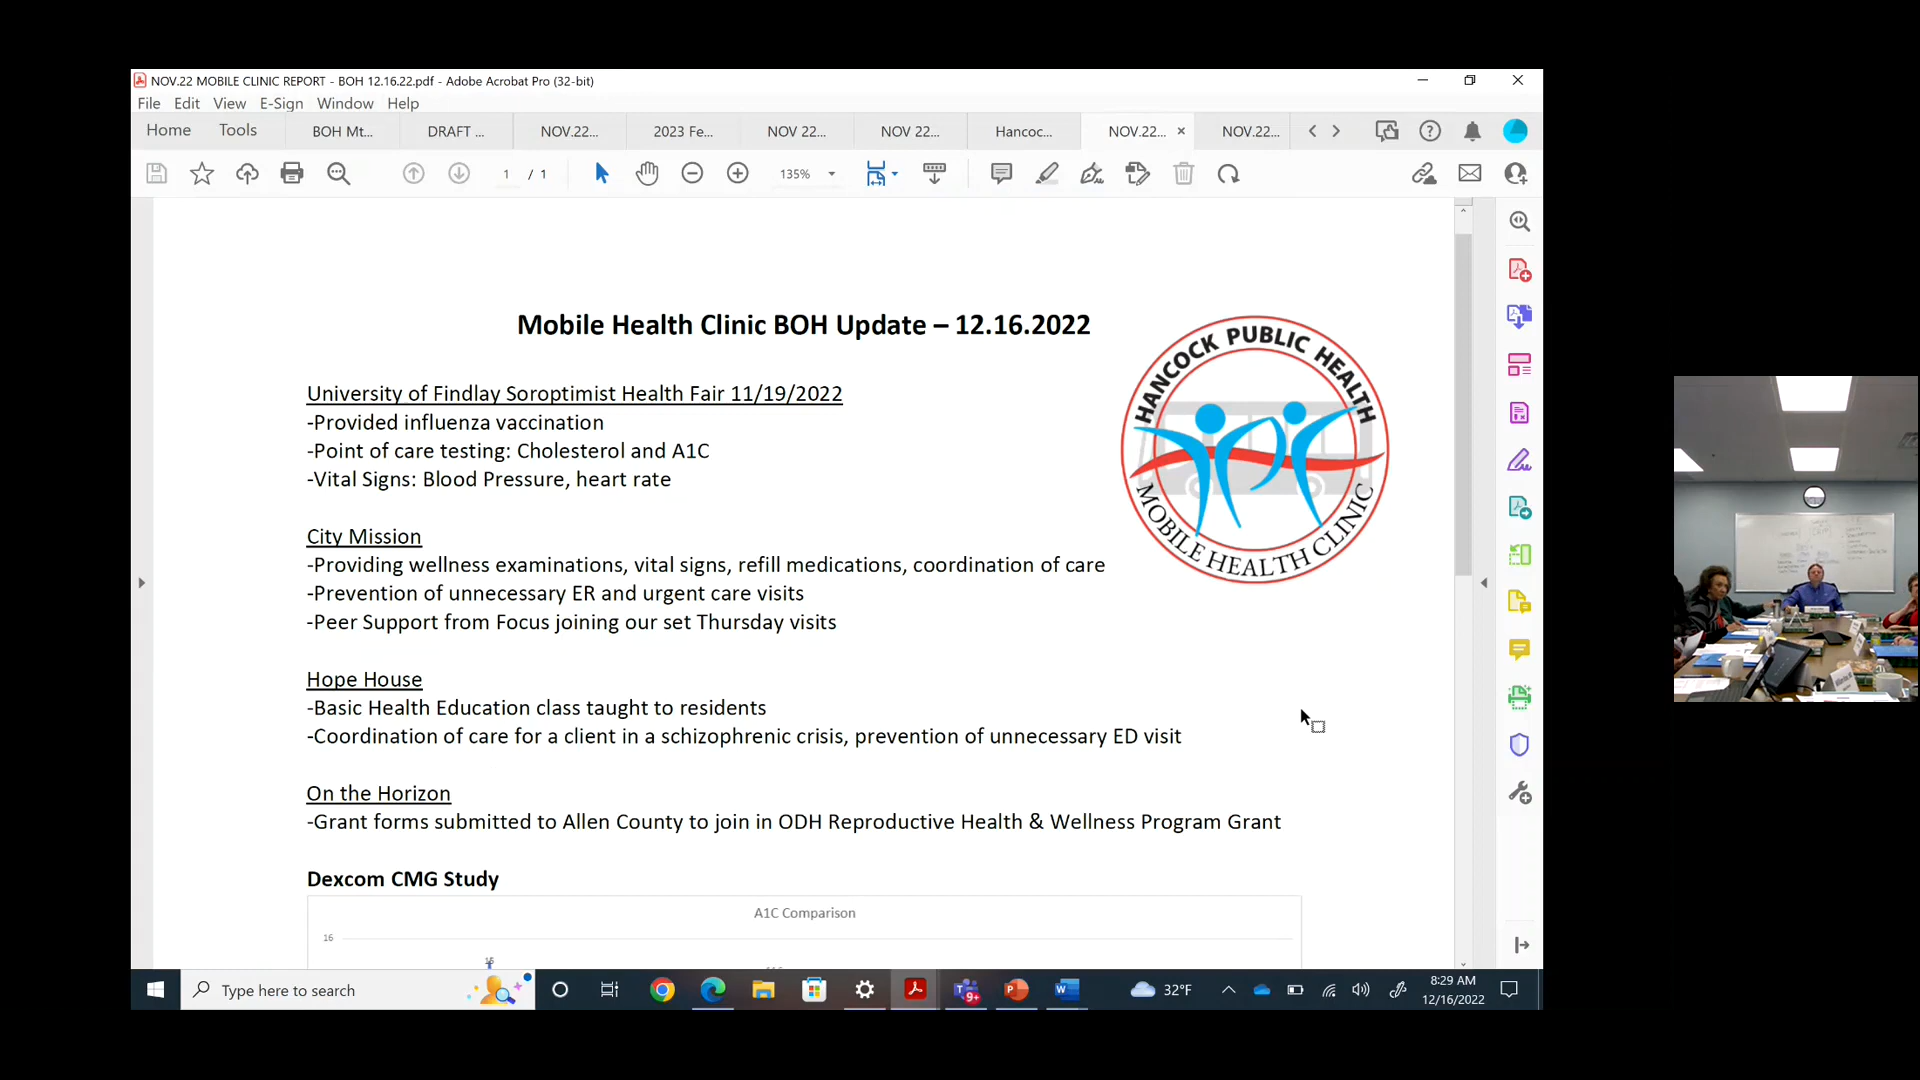 NOV.22 MOBILE CLINIC REPORT - BOH 12.16.22.pdf - Adobe Acrobat Pro (32-bit)
File Edit View E-Sign Window Help
Home Tools BOH Mt... DRAFT ... NOV.22... 2023 Fe... NOV 22... NOV 22... Hancoc... NOV.22... × NOV.22...
1 / 1 135%
Mobile Health Clinic BOH Update – 12.16.2022
HANCOCK PUBLIC HEALTH
MOBILE HEALTH CLINIC
University of Findlay Soroptimist Health Fair 11/19/2022
-Provided influenza vaccination
-Point of care testing: Cholesterol and A1C
-Vital Signs: Blood Pressure, heart rate
City Mission
-Providing wellness examinations, vital signs, refill medications, coordination of care
-Prevention of unnecessary ER and urgent care visits
-Peer Support from Focus joining our set Thursday visits
Hope House
-Basic Health Education class taught to residents
-Coordination of care for a client in a schizophrenic crisis, prevention of unnecessary ED visit
On the Horizon
-Grant forms submitted to Allen County to join in ODH Reproductive Health & Wellness Program Grant
Dexcom CMG Study
A1C Comparison
16
15
Type here to search
9+
32°F
8:29 AM
12/16/2022